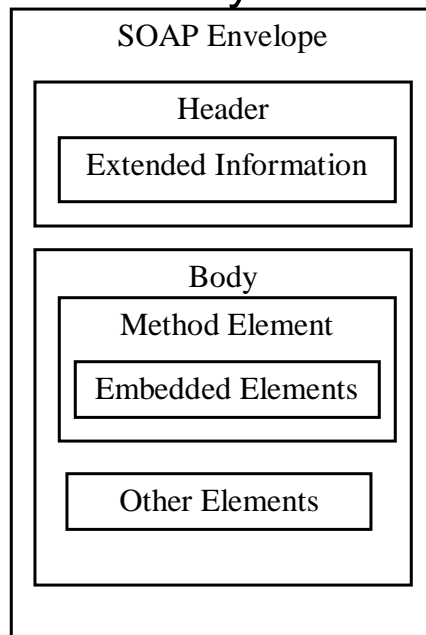 SOAP Envelope
Header
Extended Information
Body
Method Element
Embedded Elements
Other Elements